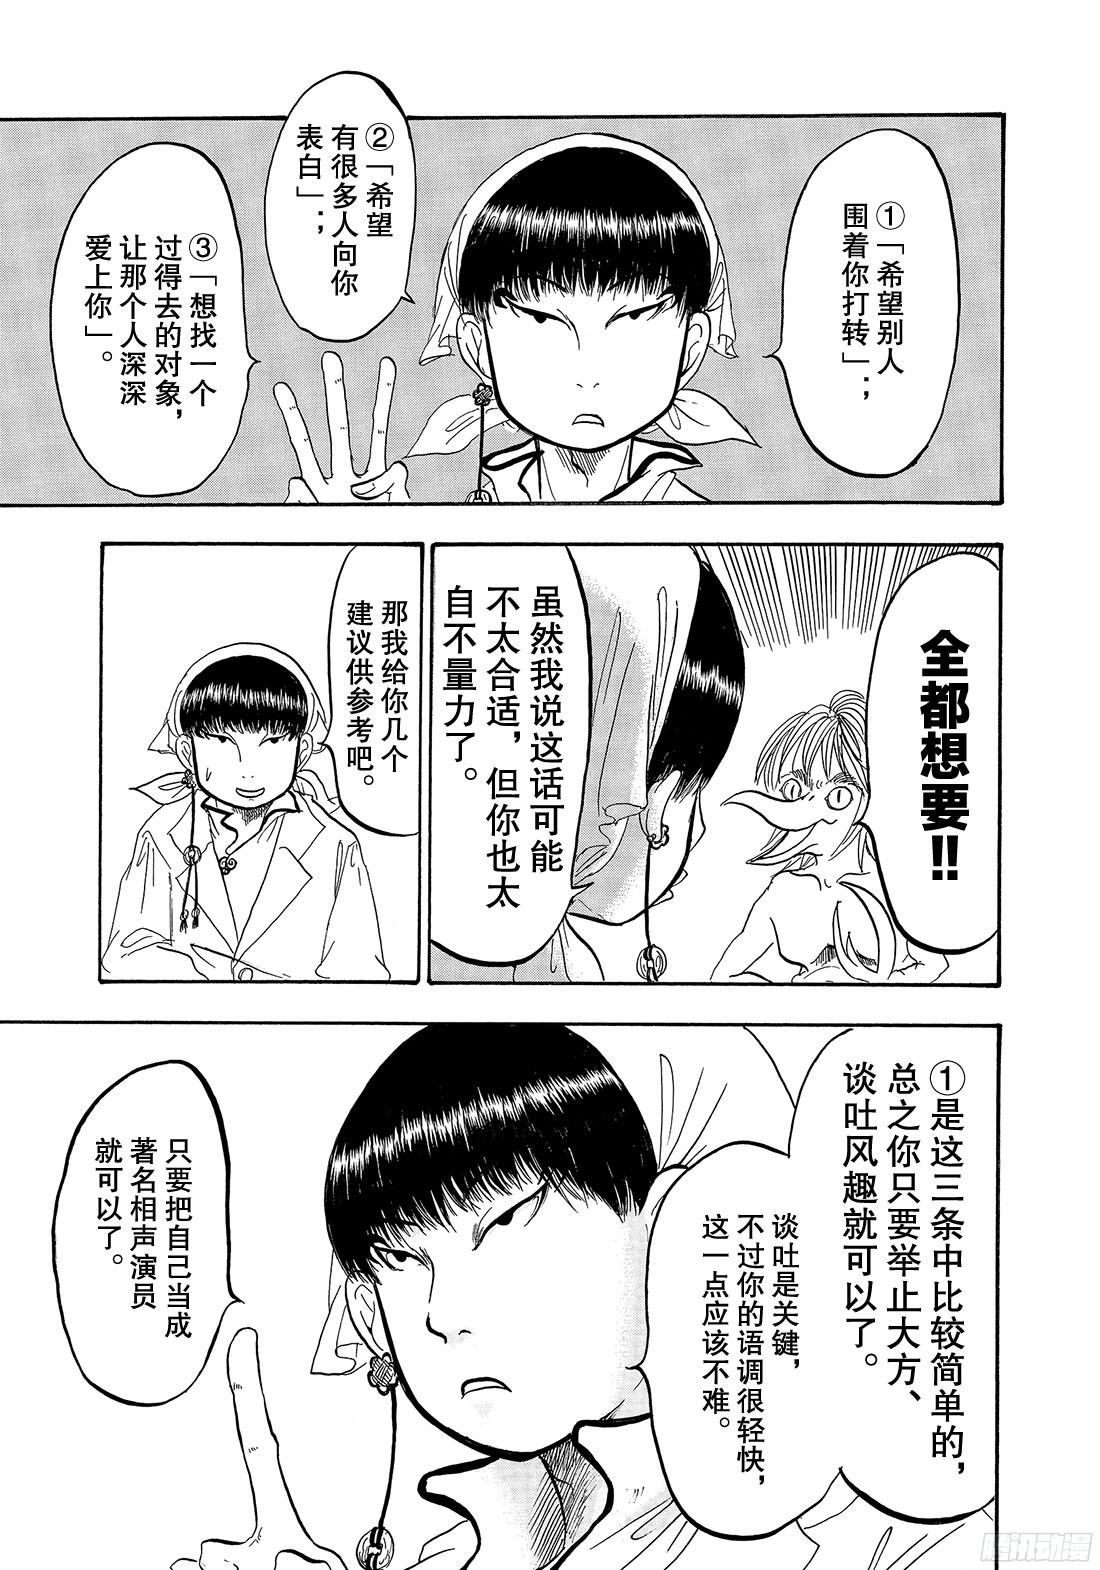 ①「希望别人
围着你打转」；
②「希望
有很多人向你
表白」；
③「想找一个
过得去的对象，
让那个人深深
爱上你」。
全都想要!!
虽然我说这话可能
不太合适，但你也太
自不量力了。
那我给你几个
建议供参考吧。
①是这三条中比较简单的，
总之你只要举止大方、
谈吐风趣就可以了。
谈吐是关键，
不过你的语调很轻快，
这一点应该不难。
只要把自己当成
著名相声演员
就可以了。
腾讯动漫